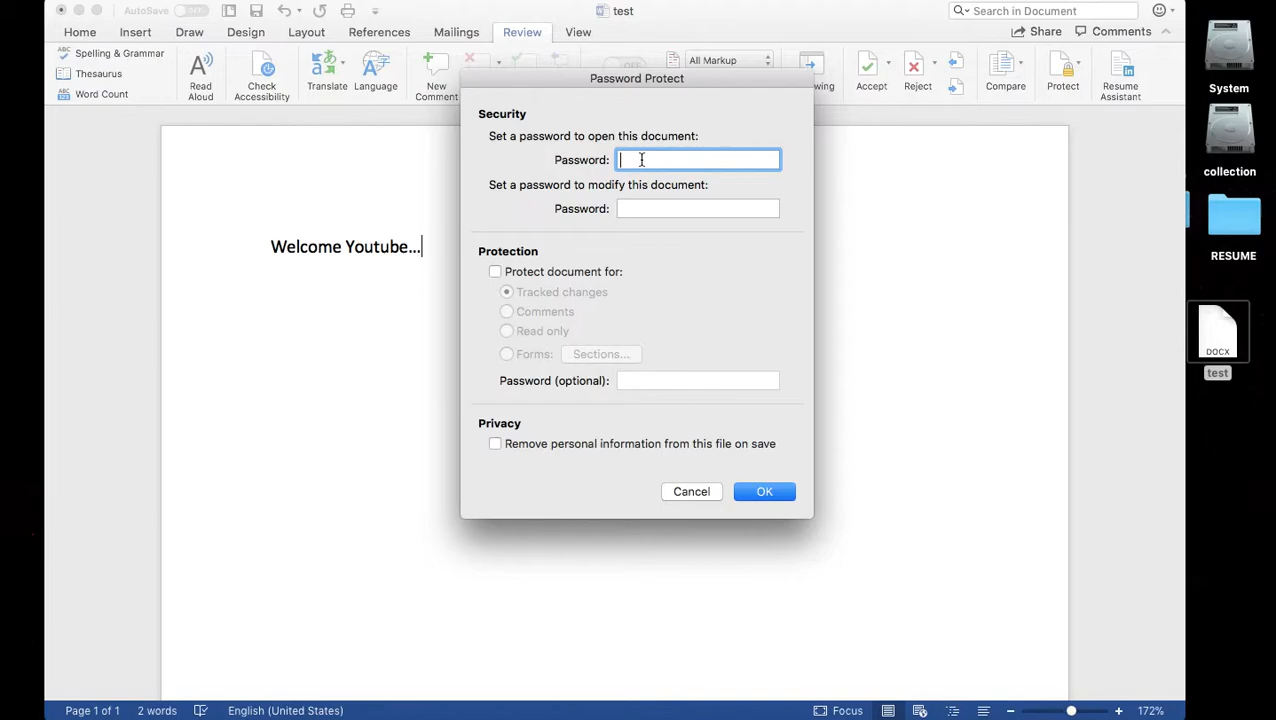 AutoSave OFF
test
Search in Document
Home Insert Draw Design Layout References Mailings Review View
Share Comments
Spelling & Grammar
Thesaurus
Word Count
Read Aloud
Check Accessibility
Translate
Language
New Comment
All Markup
Accept
Reject
Compare
Protect
Resume Assistant
Password Protect
Security
Set a password to open this document:
Password:
Set a password to modify this document:
Password:
Protection
Protect document for:
Tracked changes
Comments
Read only
Forms: Sections...
Password (optional):
Privacy
Remove personal information from this file on save
Cancel OK
Welcome Youtube...
System
collection
RESUME
DOCX
test
Page 1 of 1 2 words English (United States) Focus 172%